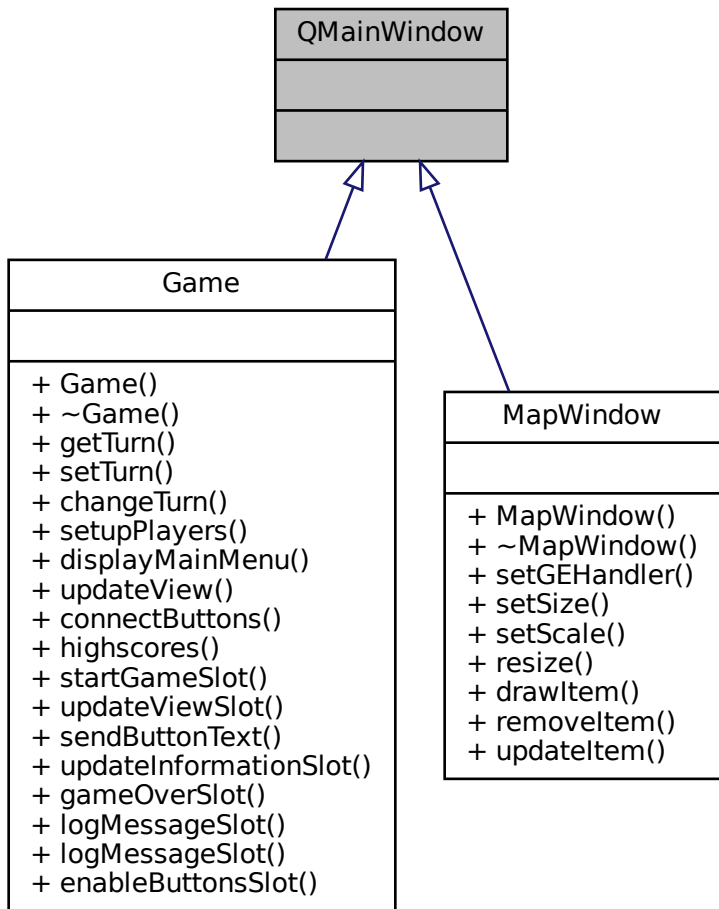 QMainWindow
Game
+ Game()
+ ~Game()
+ getTurn()
+ setTurn()
+ changeTurn()
+ setupPlayers()
+ displayMainMenu()
+ updateView()
+ connectButtons()
+ highscores()
+ startGameSlot()
+ updateViewSlot()
+ sendButtonText()
+ updateInformationSlot()
+ gameOverSlot()
+ logMessageSlot()
+ logMessageSlot()
+ enableButtonsSlot()
MapWindow
+ MapWindow()
+ ~MapWindow()
+ setGEHandler()
+ setSize()
+ setScale()
+ resize()
+ drawItem()
+ removeItem()
+ updateItem()